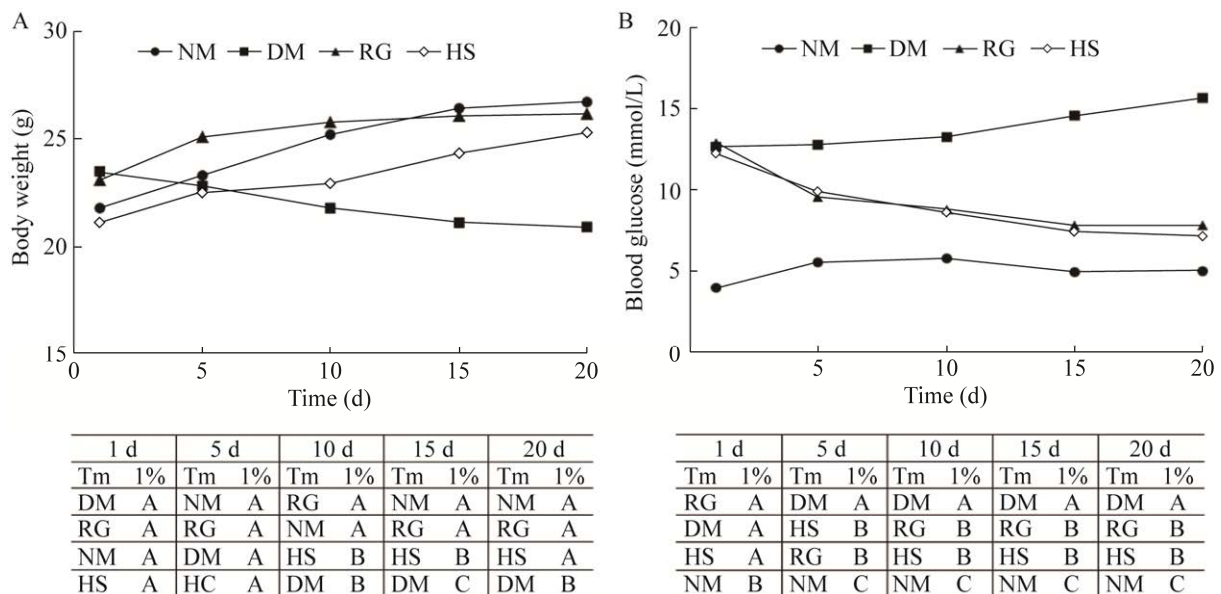 A
NM DM RG HS
Body weight (g)
30
25
20
15
0 5 10 15 20
Time (d)
1 d 5 d 10 d 15 d 20 d
Tm 1% Tm 1% Tm 1% Tm 1% Tm 1%
DM A NM A RG A NM A NM A
RG A RG A NM A RG A RG A
NM A DM A HS B HS B HS A
HS A HC A DM B DM C DM B
B
NM DM RG HS
Blood glucose (mmol/L)
20
15
10
5
0
5 10 15 20
Time (d)
1 d 5 d 10 d 15 d 20 d
Tm 1% Tm 1% Tm 1% Tm 1% Tm 1%
RG A DM A DM A DM A DM A
DM A HS B RG B RG B RG B
HS A RG B HS B HS B HS B
NM B NM C NM C NM C NM C